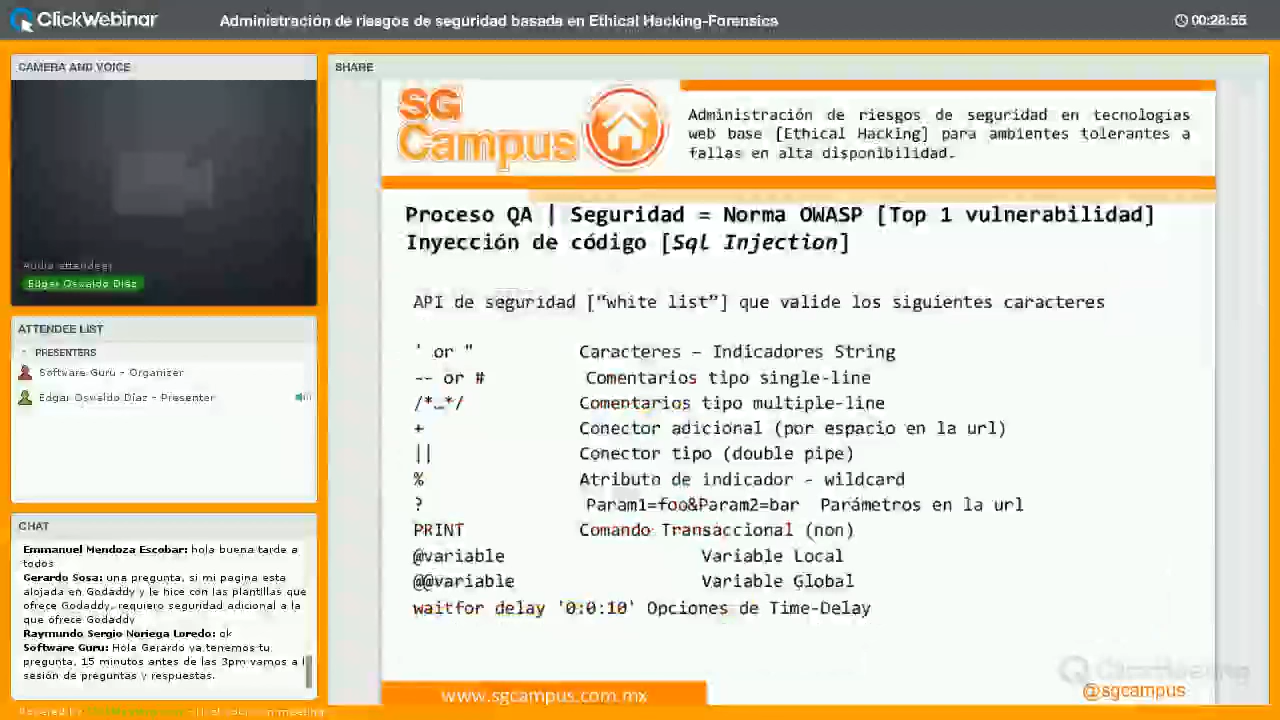 ClickWebinar
Administración de riesgos de seguridad basada en Ethical Hacking-Forensics
00:28:55
CAMERA AND VOICE
Audio attendee:
Edgar Oswaldo Diaz
ATTENDEE LIST
PRESENTERS
Software Guru - Organizer
Edgar Oswaldo Diaz - Presenter
CHAT
Emmanuel Mendoza Escobar: hola buena tarde a
todos
Gerardo Sosa: una pregunta, si mi pagina esta
alojada en Godaddy y le hice con las plantillas que
ofrece Godaddy, requiero seguridad adicional a la
que ofrece Godaddy
Raymundo Sergio Noriega Loredo: ok
Software Guru: Hola Gerardo ya tenemos tu
pregunta, 15 minutos antes de las 3pm vamos a l
sesión de preguntas y respuestas.
Powered by
SHARE
SG
Campus
Administración de riesgos de seguridad en tecnologias
web base [Ethical Hacking] para ambientes tolerantes a
fallas en alta disponibilidad.
Proceso QA | Seguridad = Norma OWASP [Top 1 vulnerabilidad]
Inyección de código [Sql Injection]
API de seguridad ["white list"] que valide los siguientes caracteres
' or " Caracteres – Indicadores String
-- or # Comentarios tipo single-line
/*…*/ Comentarios tipo multiple-line
+ Conector adicional (por espacio en la url)
|| Conector tipo (double pipe)
% Atributo de indicador – wildcard
? Param1=foo&Param2=bar Parámetros en la url
PRINT Comando Transaccional (non)
@variable Variable Local
@@variable Variable Global
waitfor delay '0:0:10' Opciones de Time-Delay
ClickMeeting
www.sgcampus.com.mx
@sgcampus